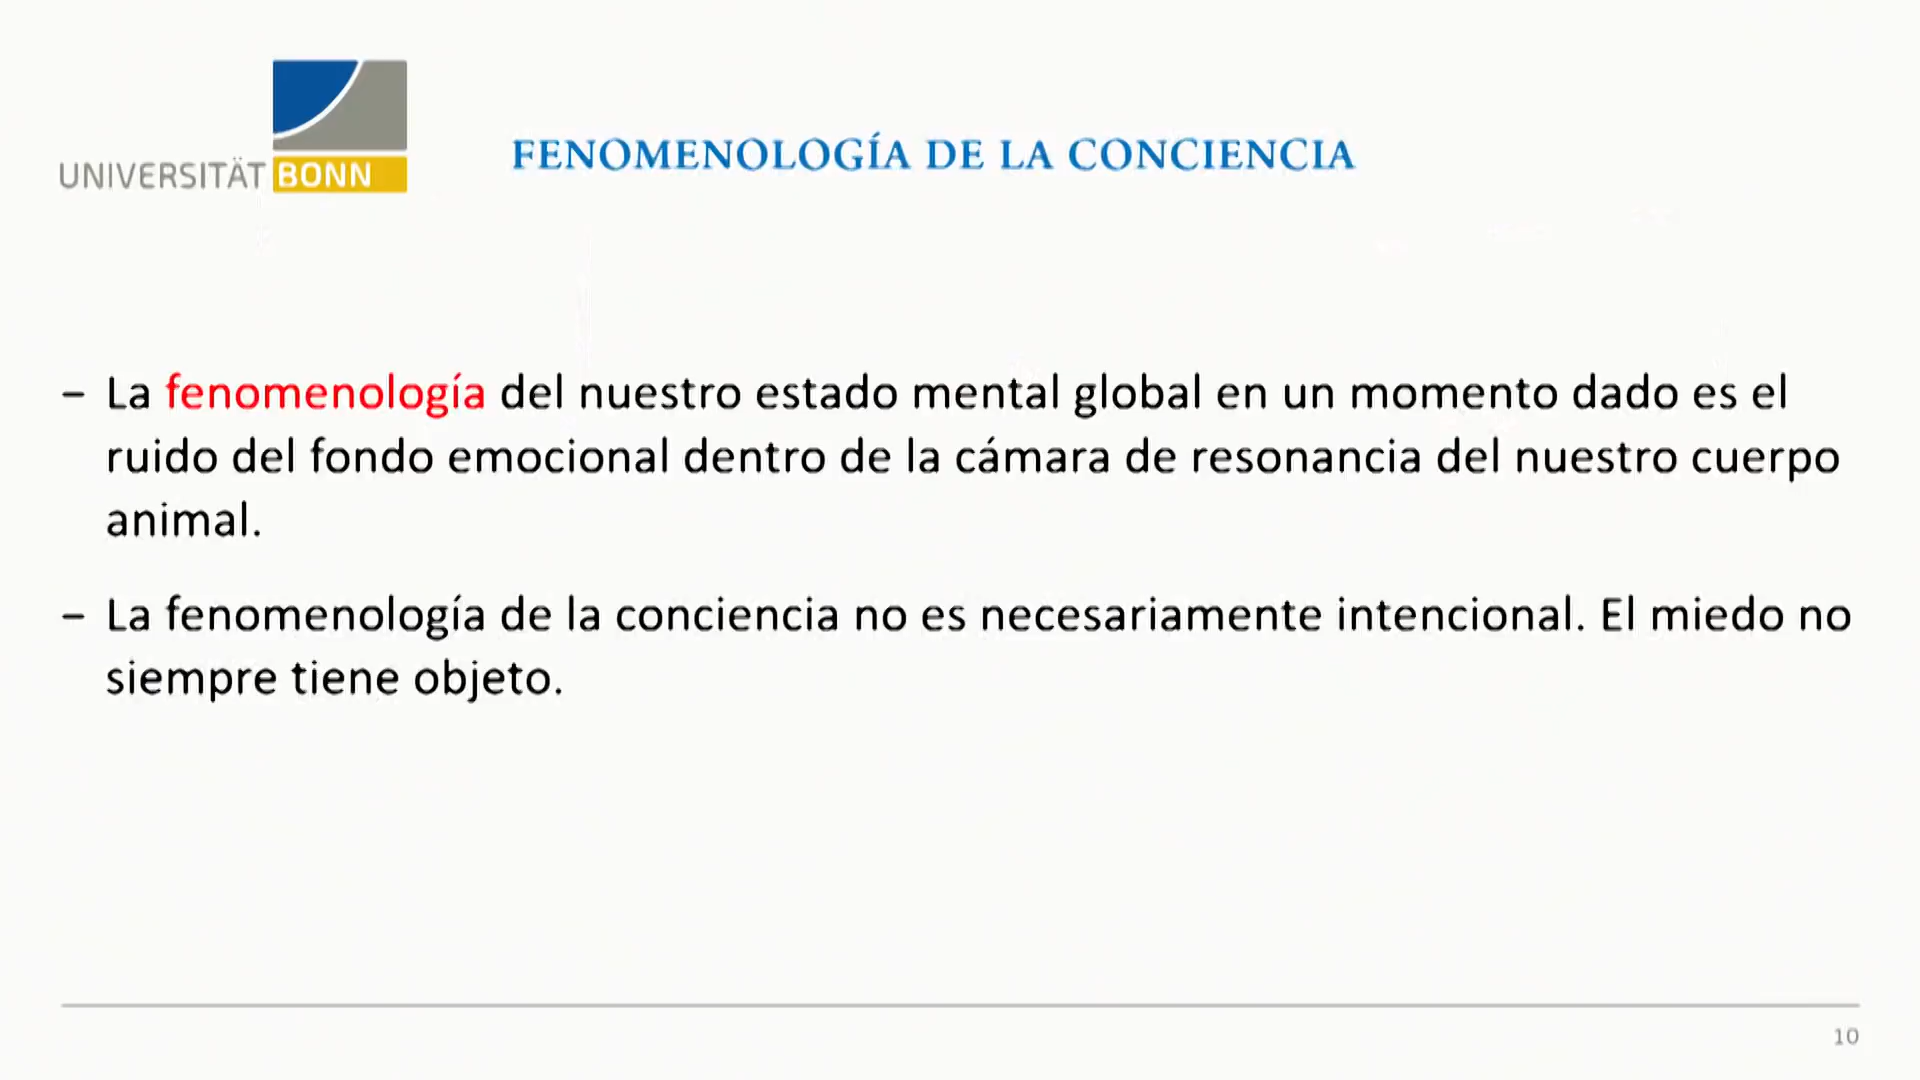 UNIVERSITÄT BONN
FENOMENOLOGÍA DE LA CONCIENCIA
– La fenomenología del nuestro estado mental global en un momento dado es el
ruido del fondo emocional dentro de la cámara de resonancia del nuestro cuerpo
animal.
– La fenomenología de la conciencia no es necesariamente intencional. El miedo no
siempre tiene objeto.
10